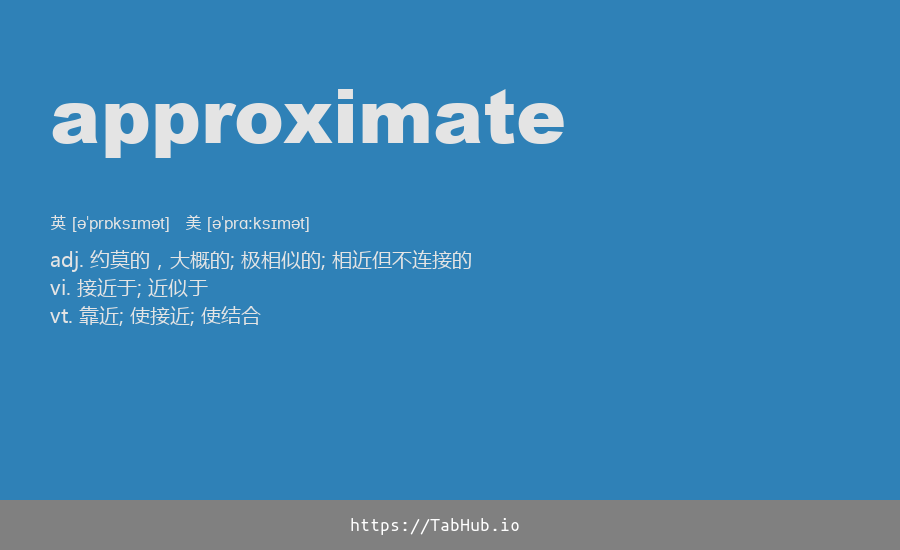 approximate
英 [ə'prɒksɪmət] 美 [ə'prɑːksɪmət]
adj. 约莫的，大概的; 极相似的; 相近但不连接的
vi. 接近于; 近似于
vt. 靠近; 使接近; 使结合
https://TabHub.io